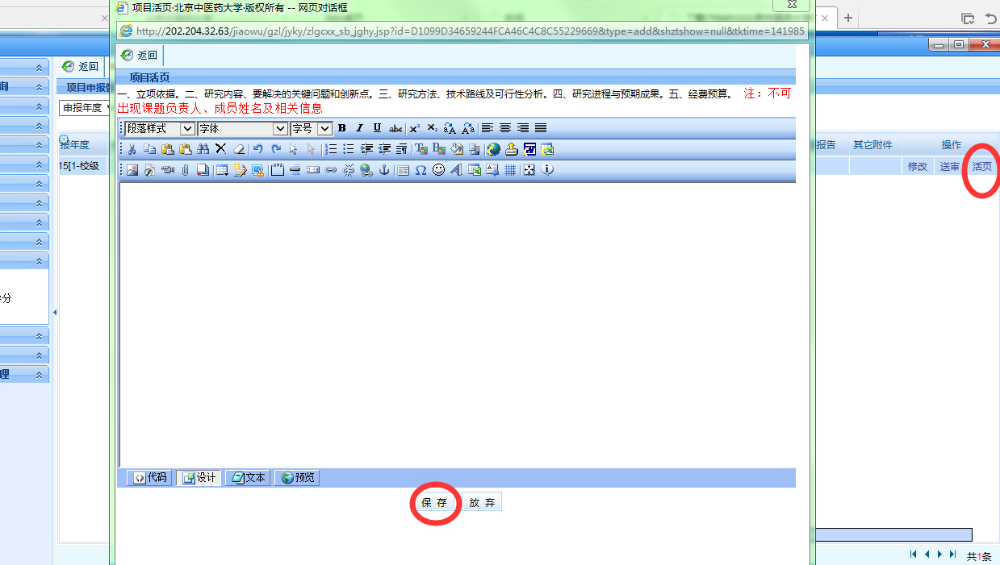 项目活页·北京中医药大学·版权所有 -- 网页对话框
http://202.204.32.63/jiaowu/gzl/jyky/zlgcxx_sb_jghy.jsp?id=D1099D34659244FCA46C4C8C55229669&type=add&shztshow=null&tktime=141985
返回
返回
项目活页
询
项目申报管
一、立项依据。二、研究内容、要解决的关键问题和创新点。三、研究方法、技术路线及可行性分析。四、研究进程与预期成果。五、经费预算。 注：不可
出现课题负责人、成员姓名及相关信息
申报年度
段落样式 字体 字号 B I U abc
报年度
报告 其它附件 操作
15[1-校级
修改 送审 活页
分
理
代码 设计 文本 预览
保 存 放 弃
共1条